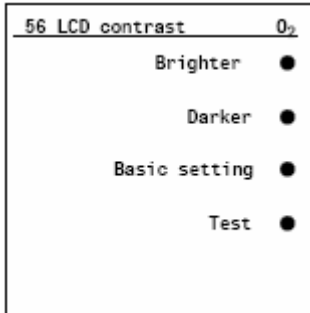 56 LCD contrast O₂
Brighter
Darker
Basic setting
Test